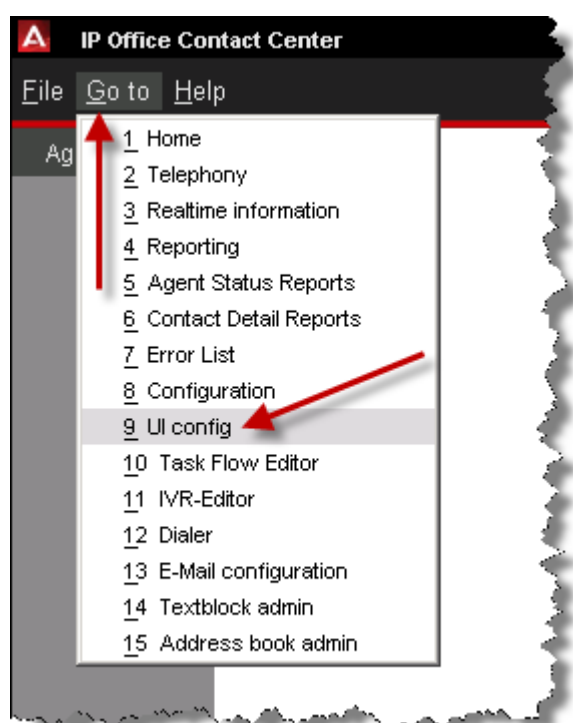 IP Office Contact Center
File Go to Help
Ag
1 Home
2 Telephony
3 Realtime information
4 Reporting
5 Agent Status Reports
6 Contact Detail Reports
7 Error List
8 Configuration
9 UI config
10 Task Flow Editor
11 IVR-Editor
12 Dialer
13 E-Mail configuration
14 Textblock admin
15 Address book admin